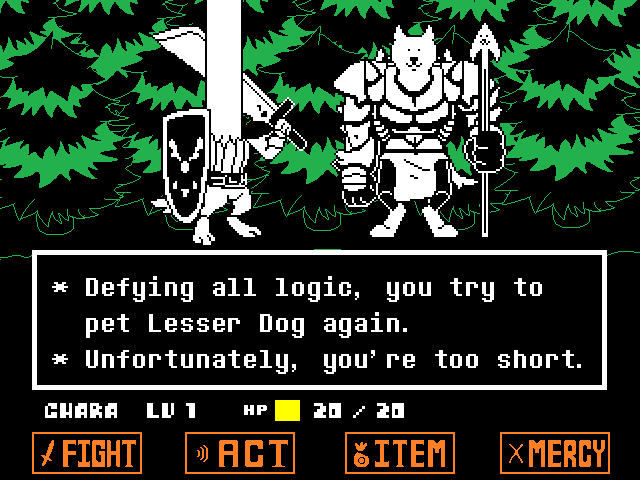 * Defying all logic, you try to
pet Lesser Dog again.
* Unfortunately, you're too short.
CHARA LV 1 HP 20 / 20
FIGHT ACT ITEM MERCY